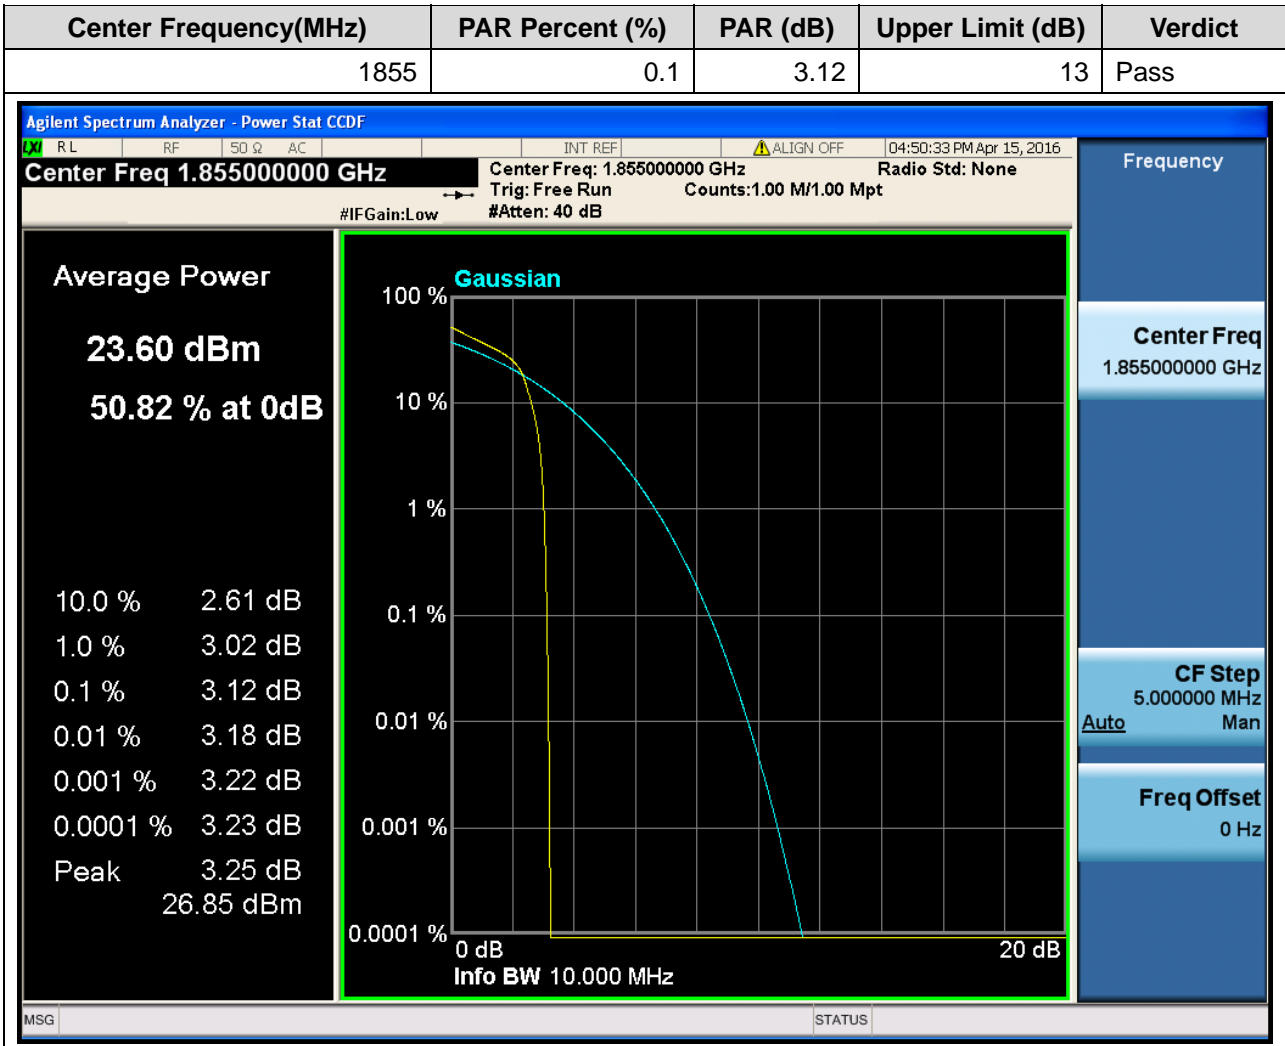 Center Frequency(MHz) PAR Percent (%) PAR (dB) Upper Limit (dB) Verdict
1855 0.1 3.12 13 Pass
Agilent Spectrum Analyzer - Power Stat CCDF
LXI RL RF 50 Ω AC INT REF ALIGN OFF 04:50:33 PM Apr 15, 2016
Center Freq 1.855000000 GHz
Center Freq: 1.855000000 GHz Radio Std: None
Trig: Free Run Counts:1.00 M/1.00 Mpt
#IFGain:Low #Atten: 40 dB
Average Power
23.60 dBm
50.82 % at 0dB
10.0 % 2.61 dB
1.0 % 3.02 dB
0.1 % 3.12 dB
0.01 % 3.18 dB
0.001 % 3.22 dB
0.0001 % 3.23 dB
Peak 3.25 dB
26.85 dBm
Gaussian
100 %
10 %
1 %
0.1 %
0.01 %
0.001 %
0.0001 %
0 dB 20 dB
Info BW 10.000 MHz
Frequency
Center Freq
1.855000000 GHz
CF Step
5.000000 MHz
Auto Man
Freq Offset
0 Hz
MSG STATUS